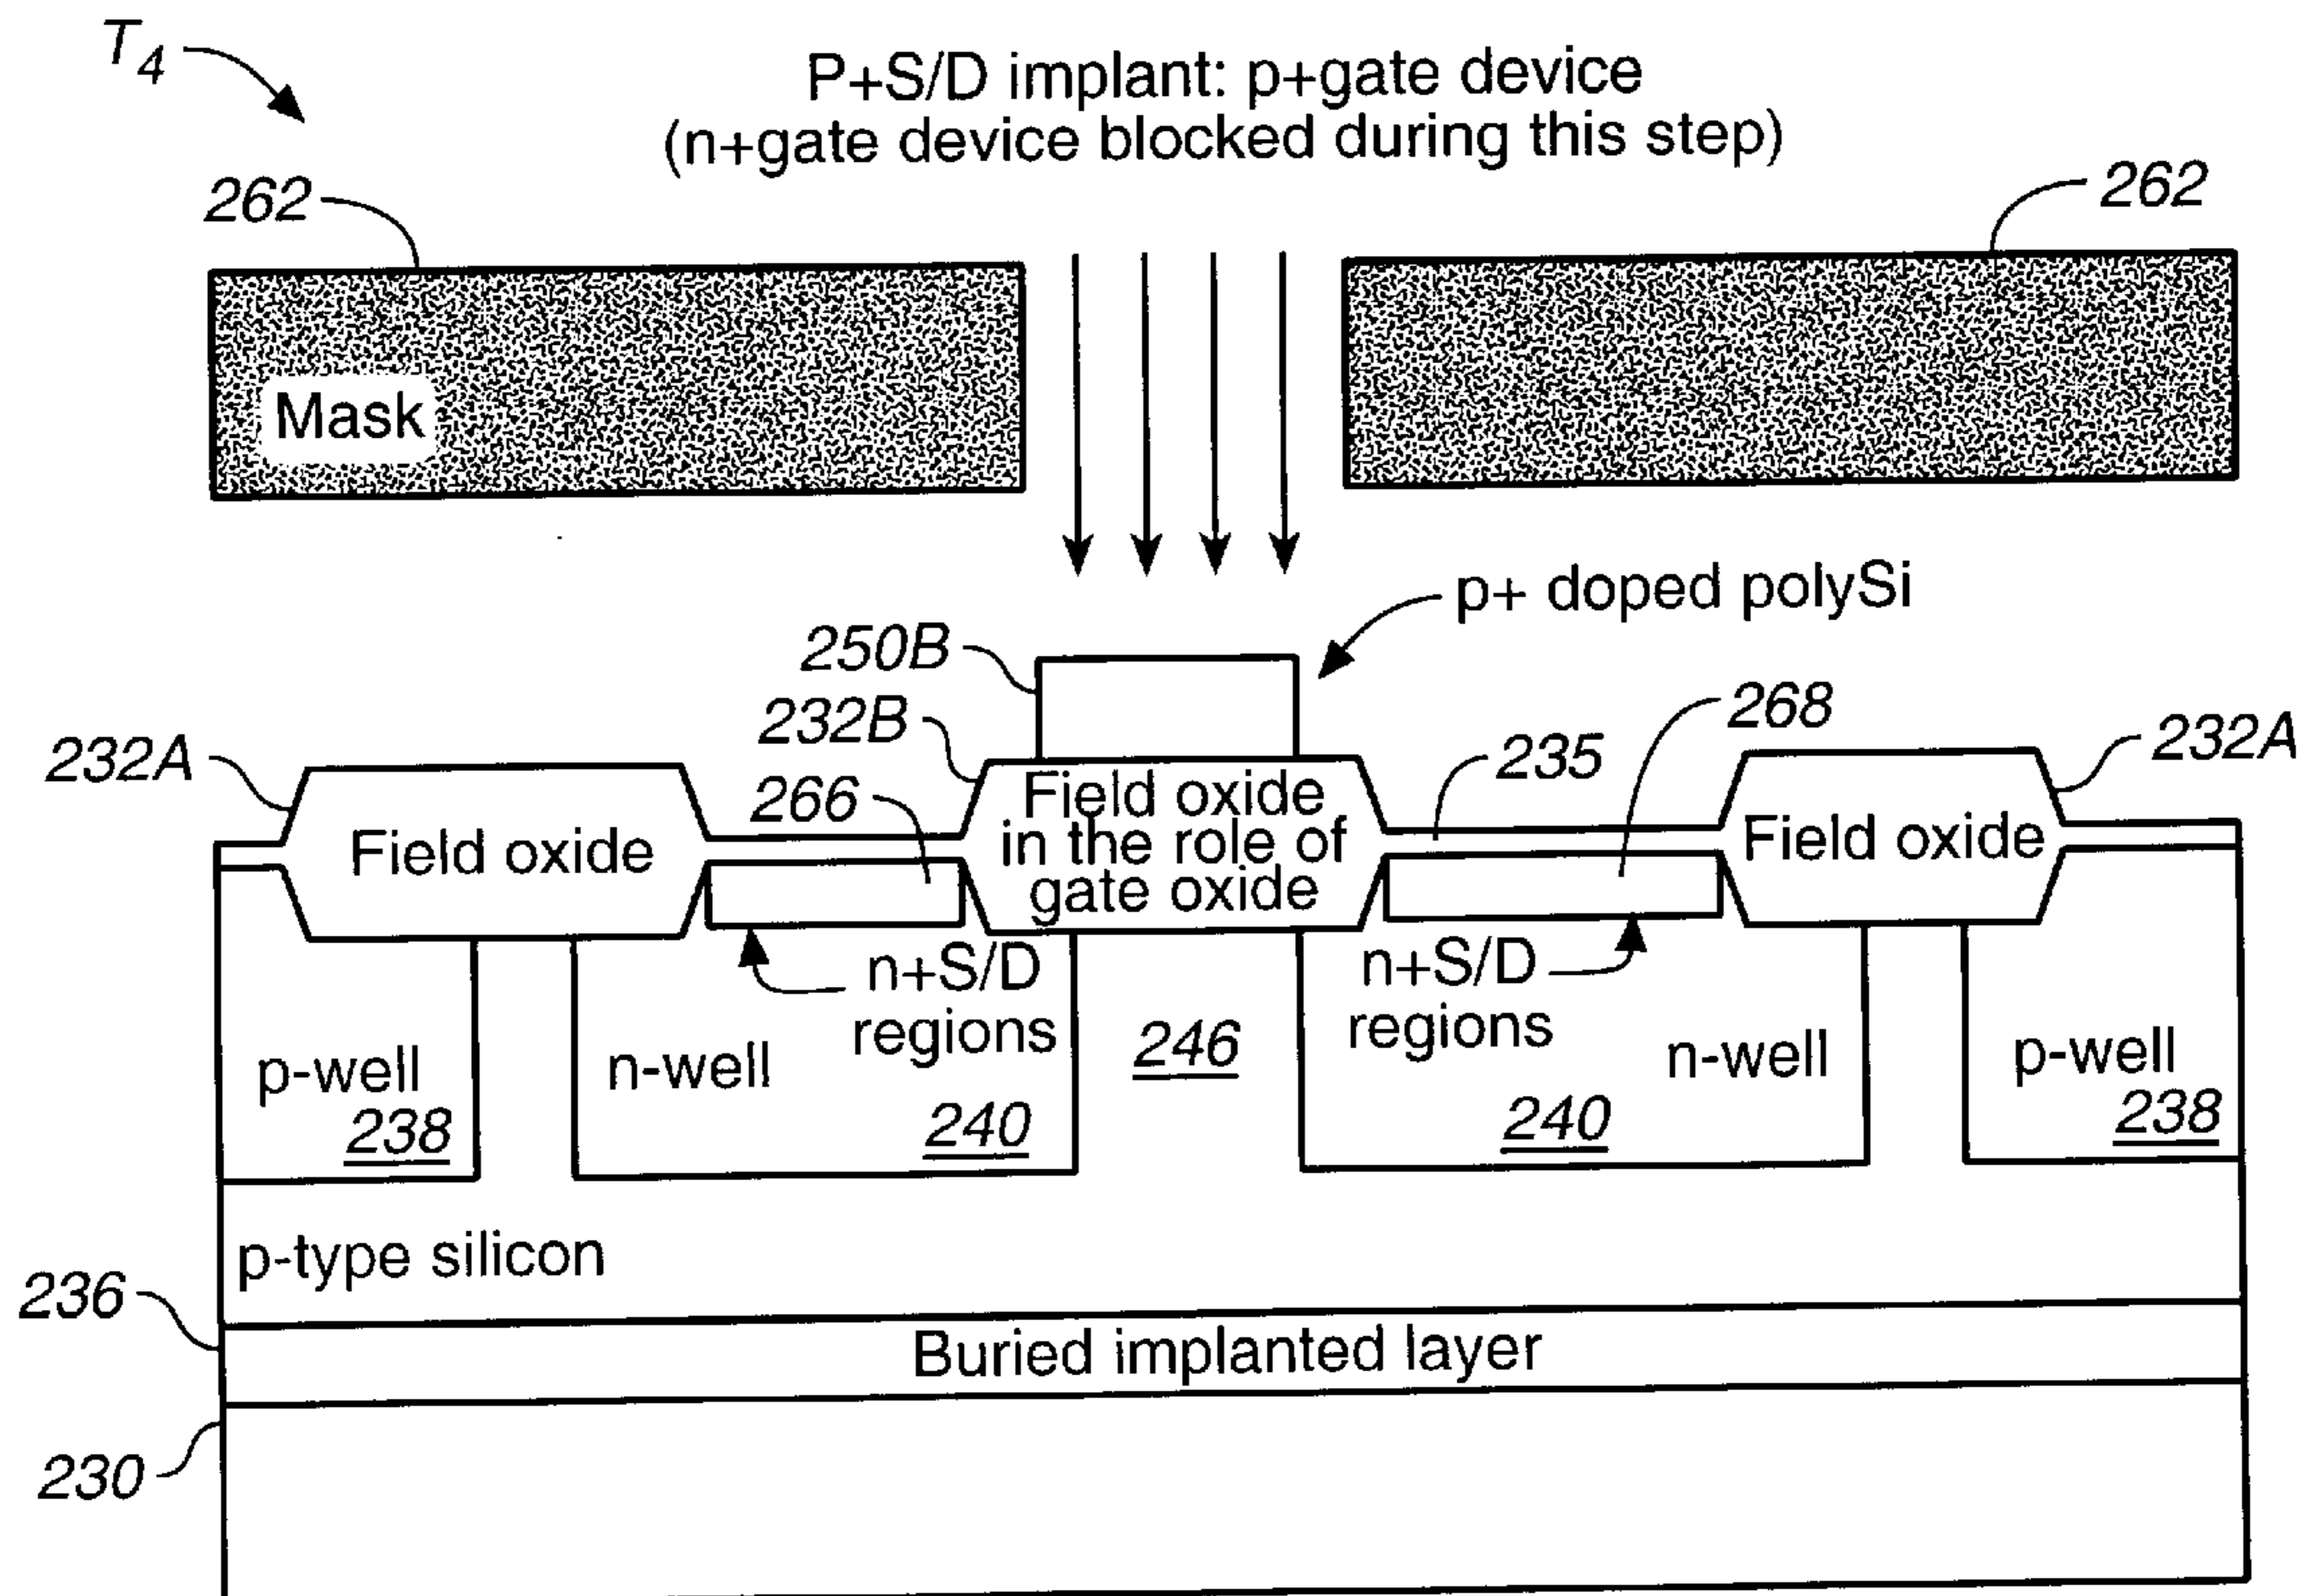 T4
P+S/D implant: p+gate device
(n+gate device blocked during this step)
262
262
Mask
p+ doped polySi
250B
268
232B
232A
235
232A
266
Field oxide
in the role of
gate oxide
Field oxide
Field oxide
n+S/D
regions
n+S/D
regions
246
p-well
n-well
n-well
p-well
238
240
240
238
p-type silicon
236
Buried implanted layer
230